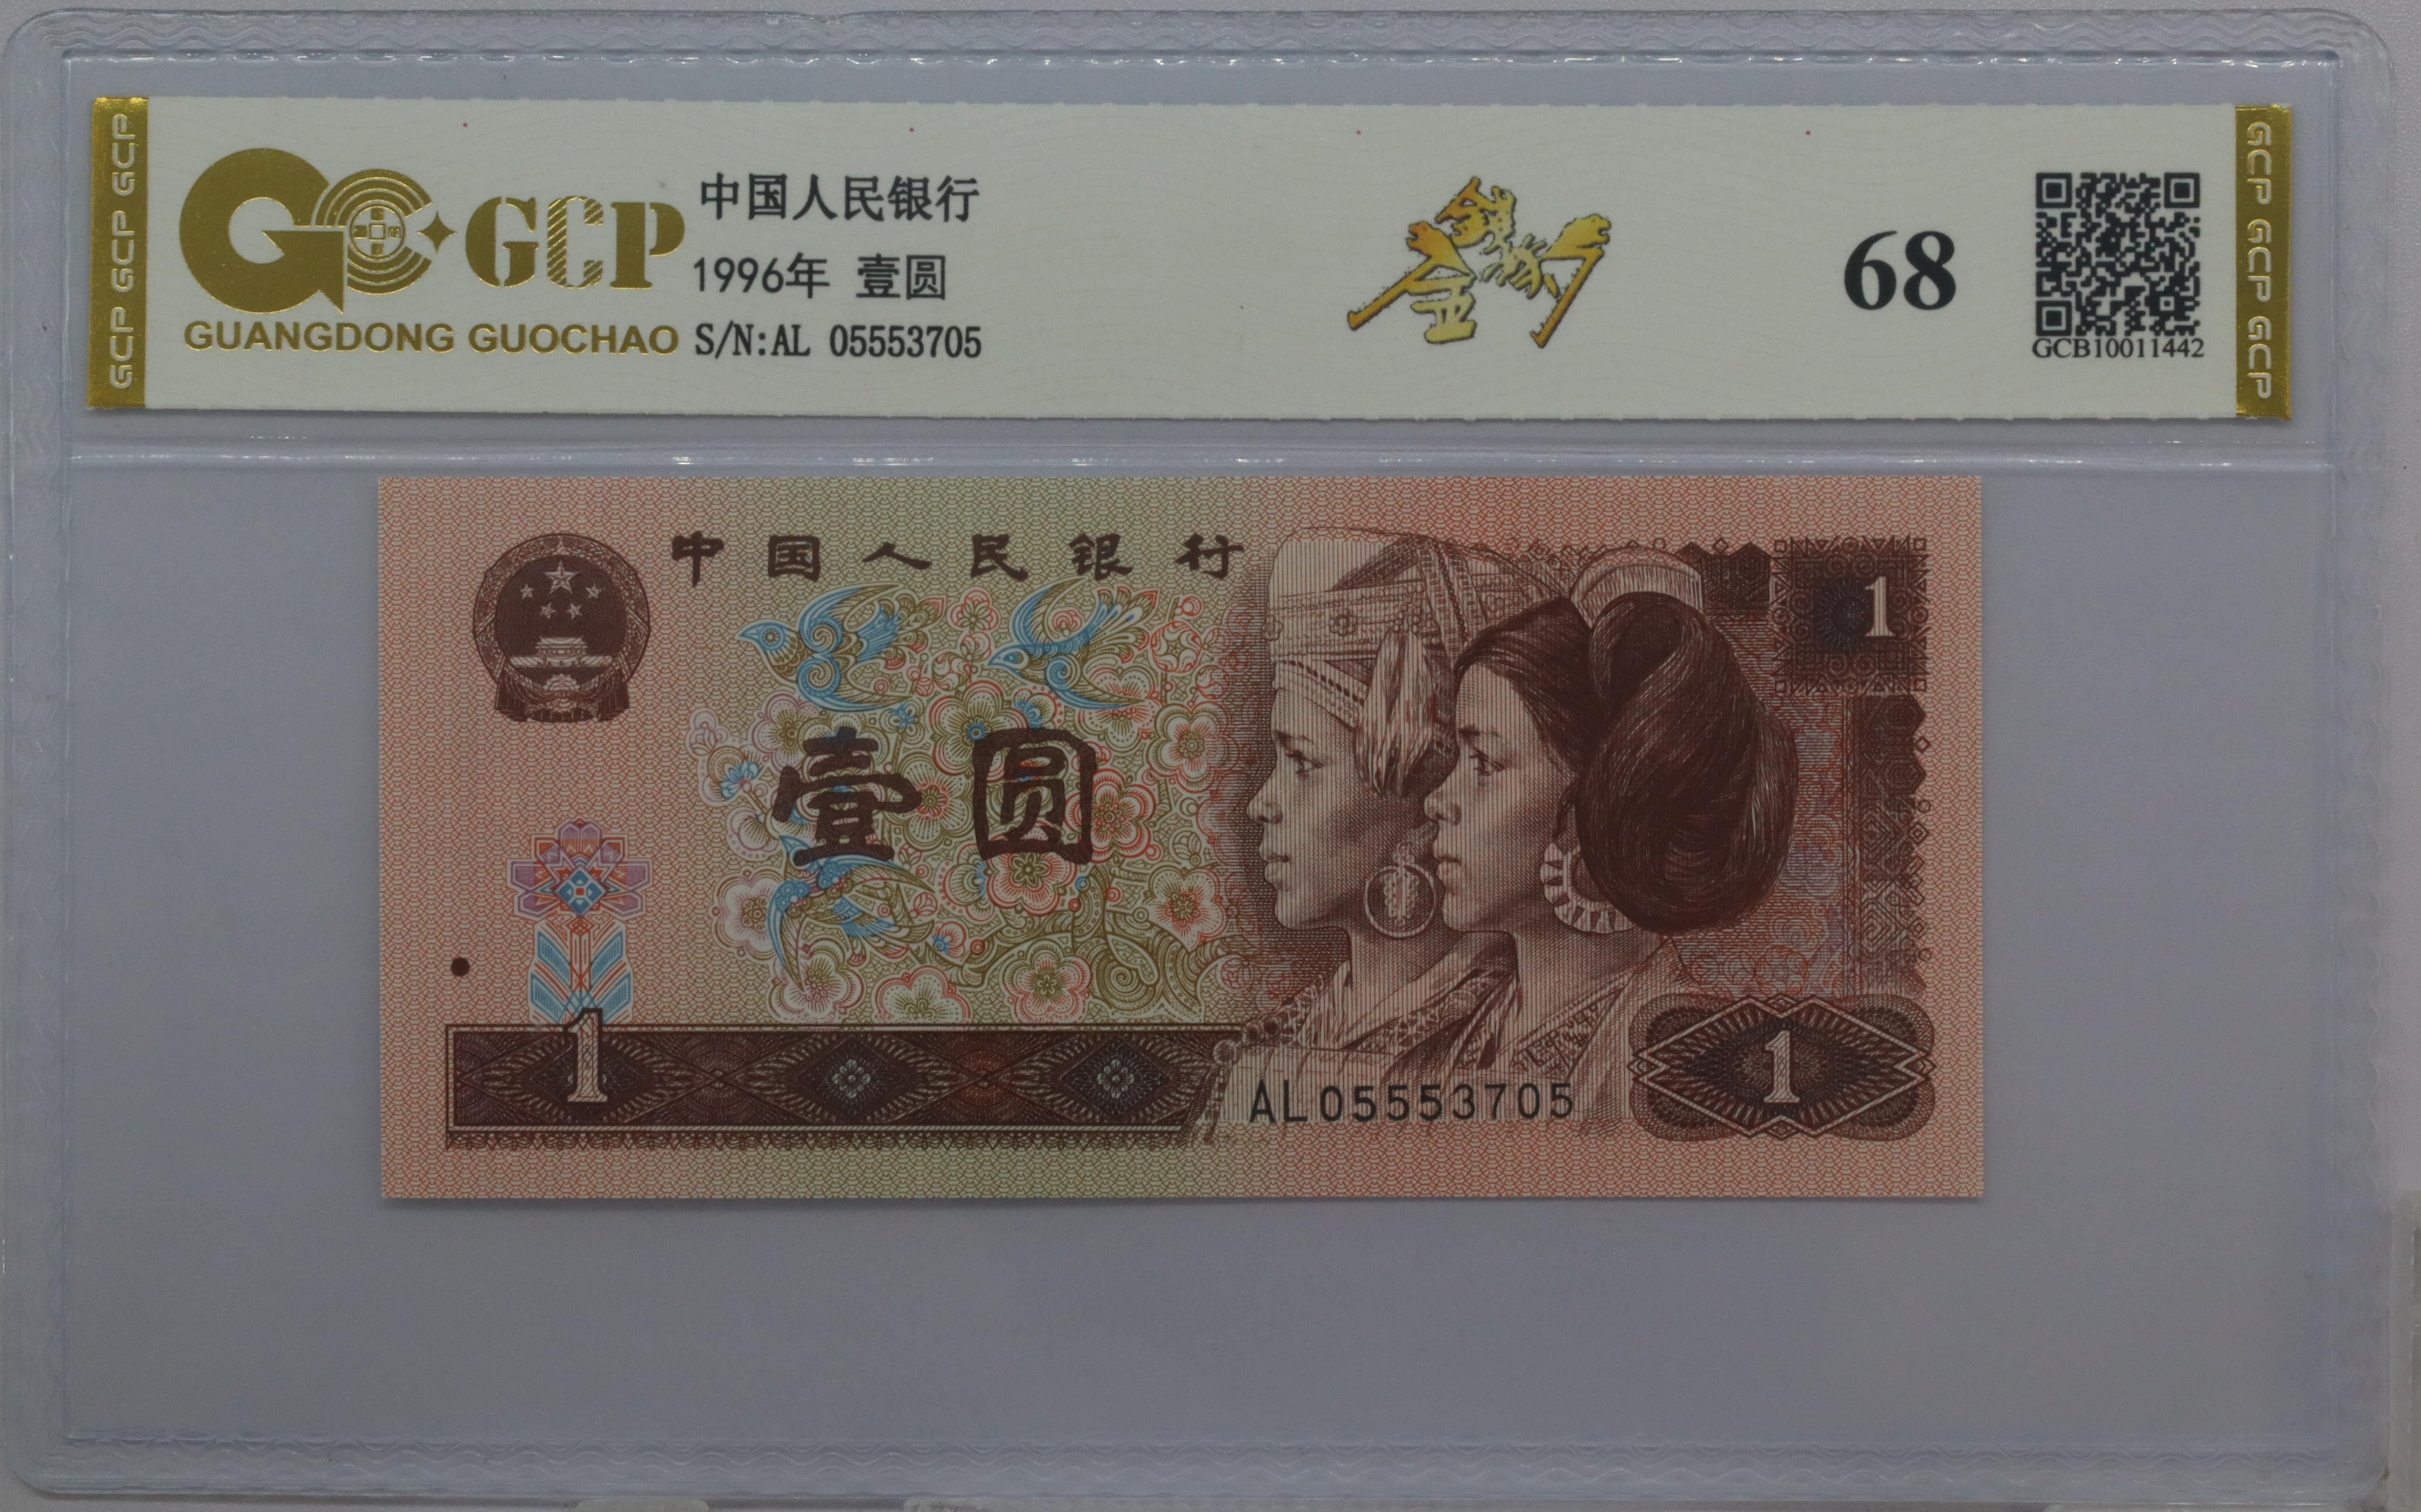 GCP GCP GCP
GCP
GUANGDONG GUOCHAO
中国人民银行
1996年 壹圆
S/N:AL 05553705
68
GCB10011442
GCP GCP GCP
中国人民银行
1
壹圆
1
1
AL05553705